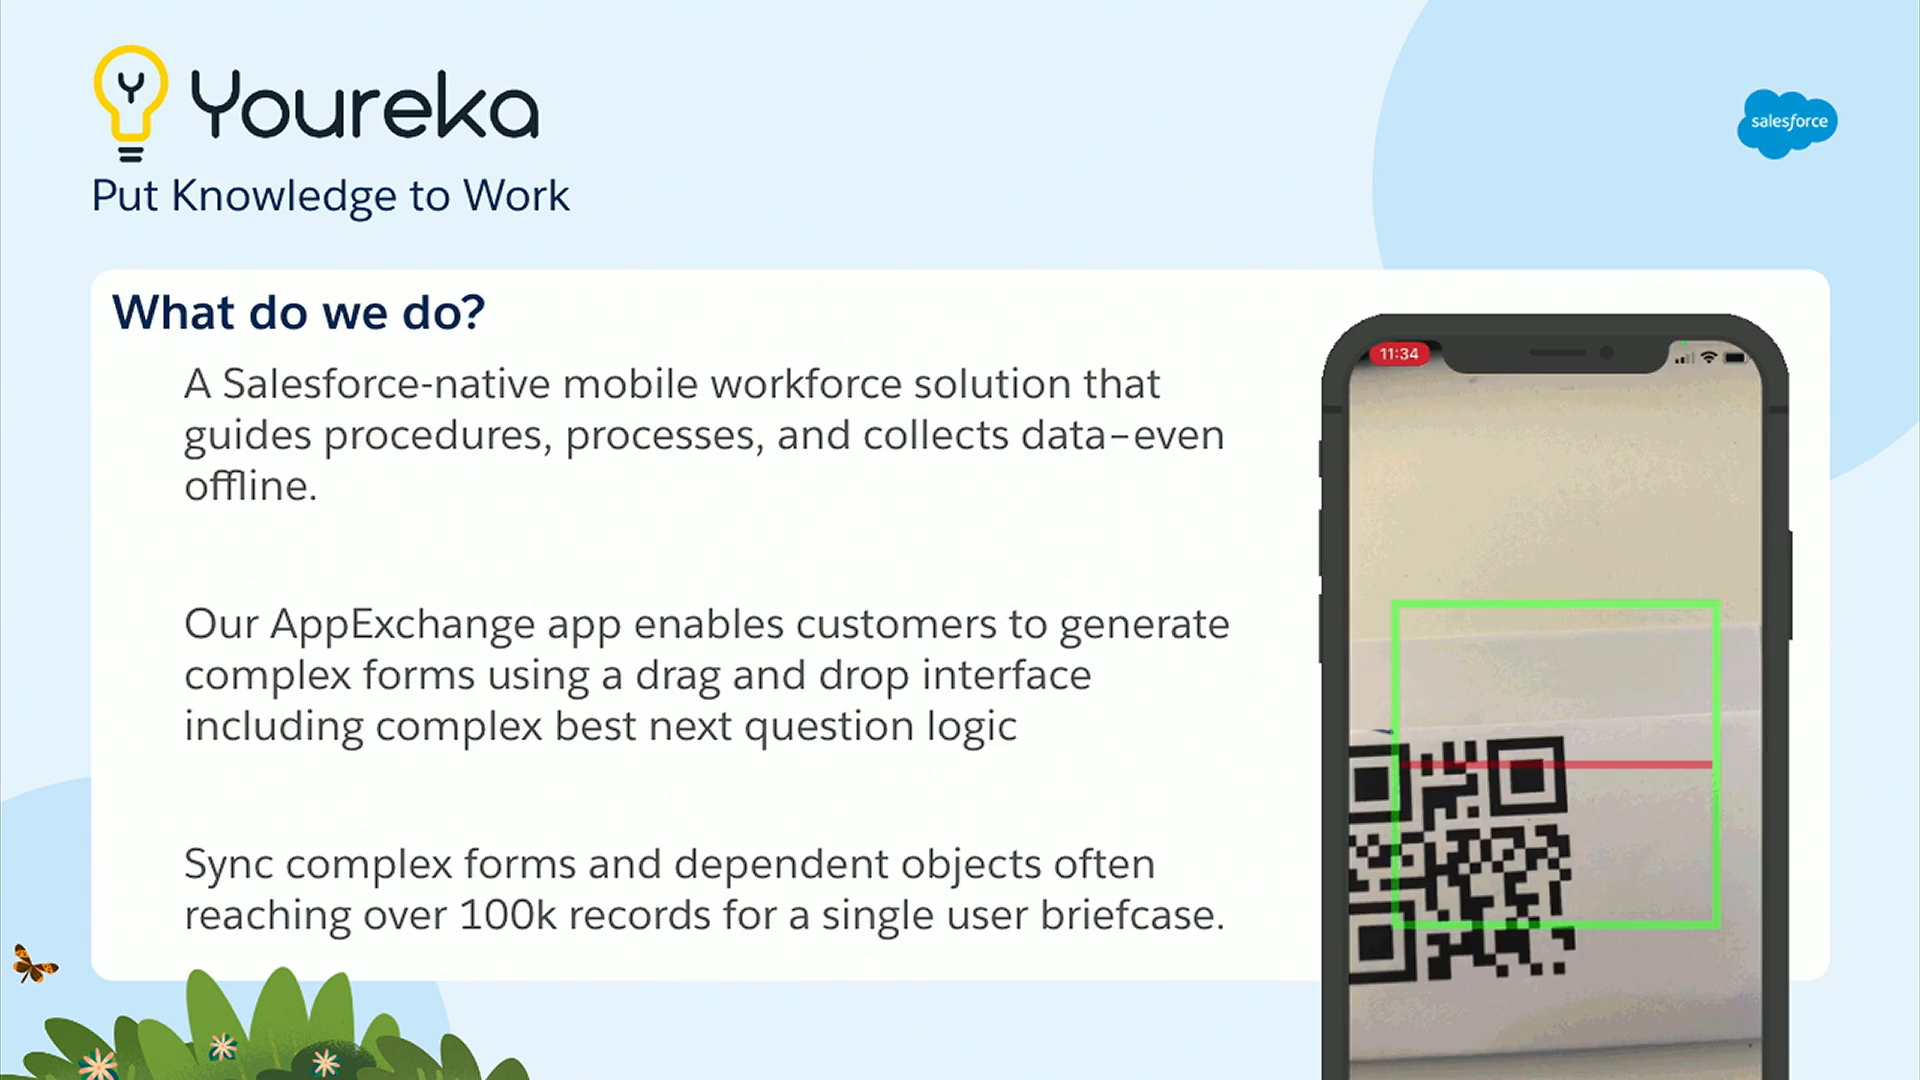 Youreka
Put Knowledge to Work
salesforce
What do we do?
A Salesforce-native mobile workforce solution that
guides procedures, processes, and collects data–even
offline.
Our AppExchange app enables customers to generate
complex forms using a drag and drop interface
including complex best next question logic
Sync complex forms and dependent objects often
reaching over 100k records for a single user briefcase.
11:34